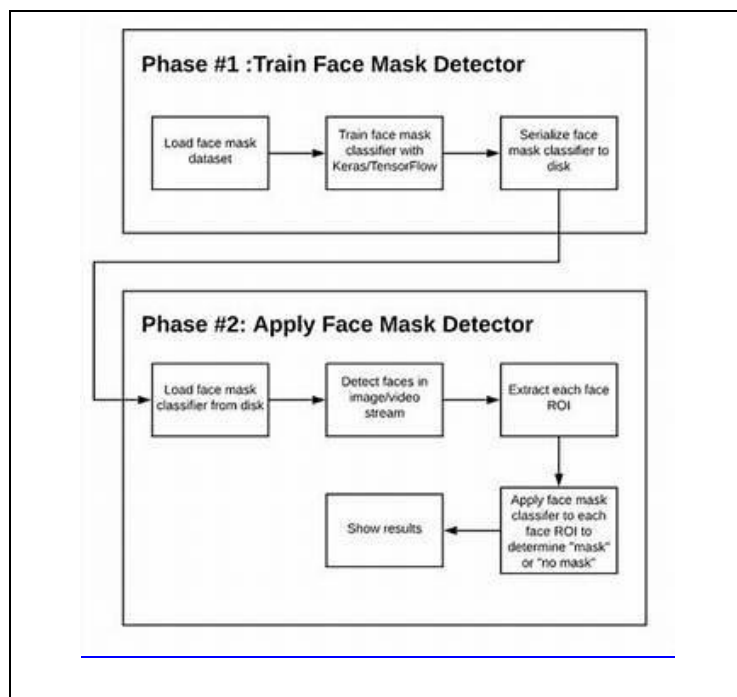 Phase #1 :Train Face Mask Detector
Load face mask
dataset
Train face mask
classifier with
Keras/TensorFlow
Serialize face
mask classifier to
disk
Phase #2: Apply Face Mask Detector
Load face mask
classifier from disk
Detect faces in
image/video
stream
Extract each face
ROI
Apply face mask
classifer to each
face ROI to
determine "mask"
or "no mask"
Show results